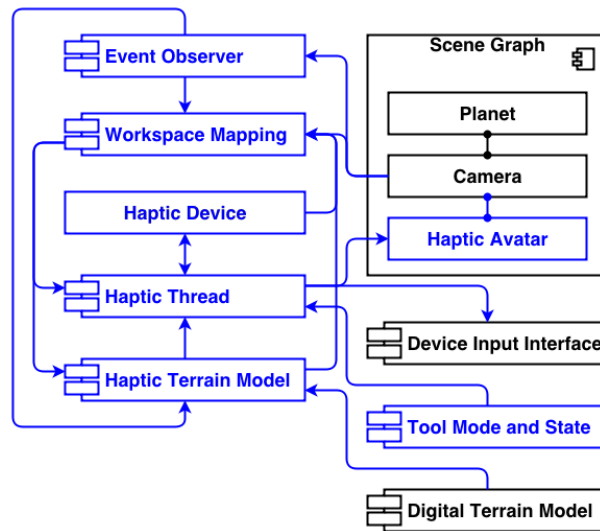 Event Observer
Workspace Mapping
Haptic Device
Haptic Thread
Haptic Terrain Model
Scene Graph
Planet
Camera
Haptic Avatar
Device Input Interface
Tool Mode and State
Digital Terrain Model